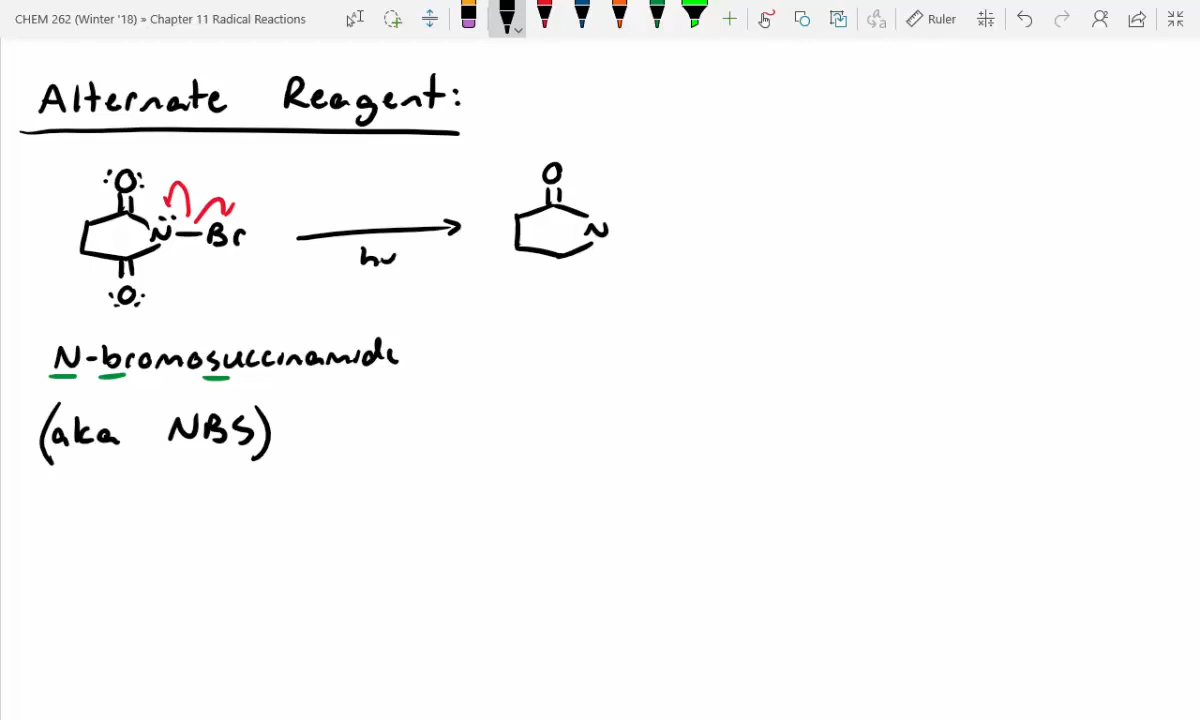 CHEM 262 (Winter '18) » Chapter 11 Radical Reactions
Ruler
Alternate Reagent:
O
N-Br
O
hν
O
N
N-bromosuccinamide
(aka NBS)